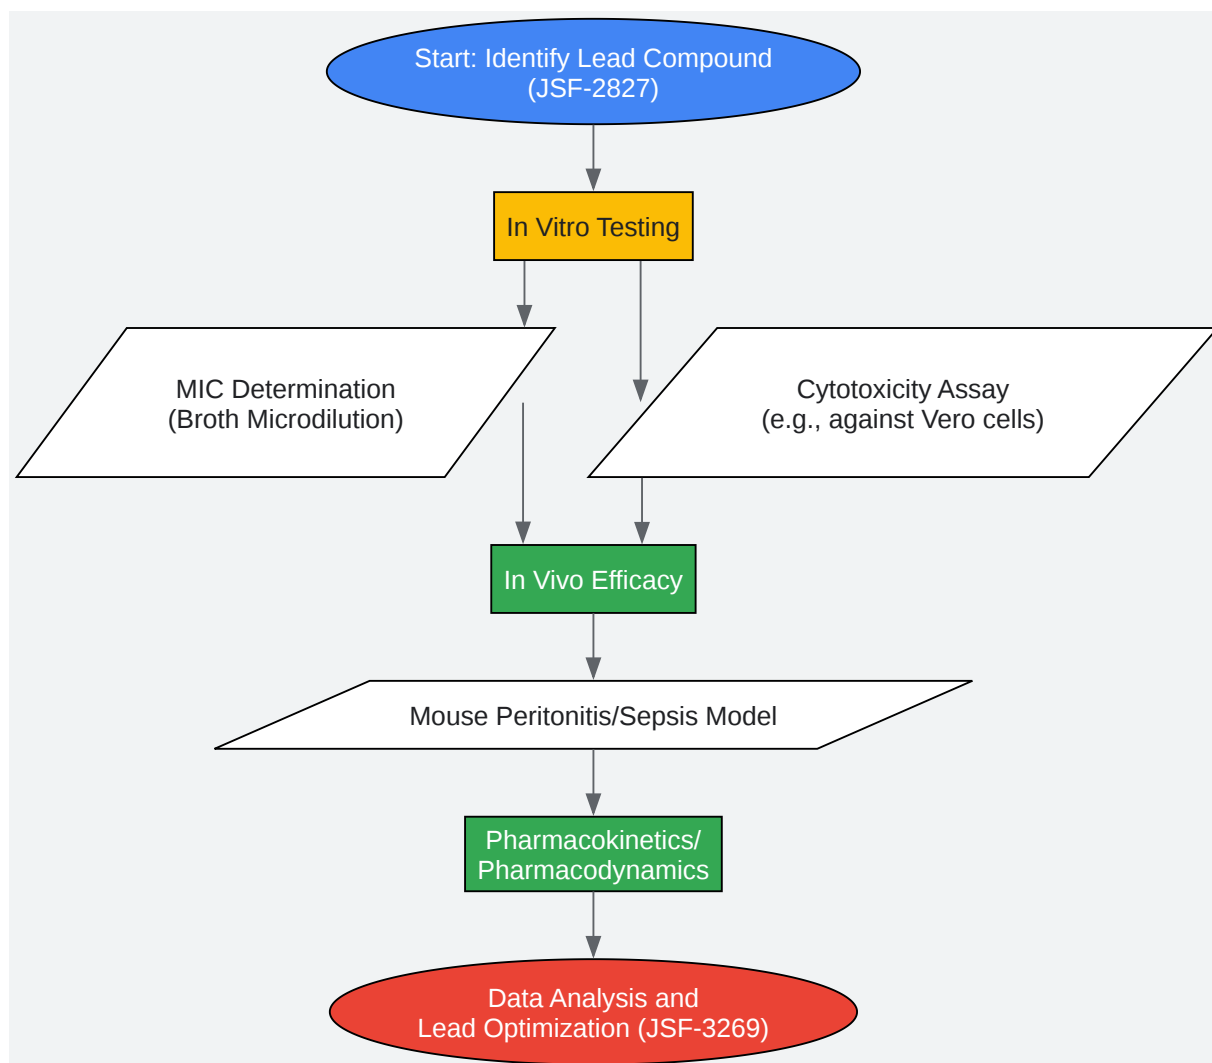 Start: Identify Lead Compound
(JSF-2827)
In Vitro Testing
MIC Determination
(Broth Microdilution)
Cytotoxicity Assay
(e.g., against Vero cells)
In Vivo Efficacy
Mouse Peritonitis/Sepsis Model
Pharmacokinetics/
Pharmacodynamics
Data Analysis and
Lead Optimization (JSF-3269)